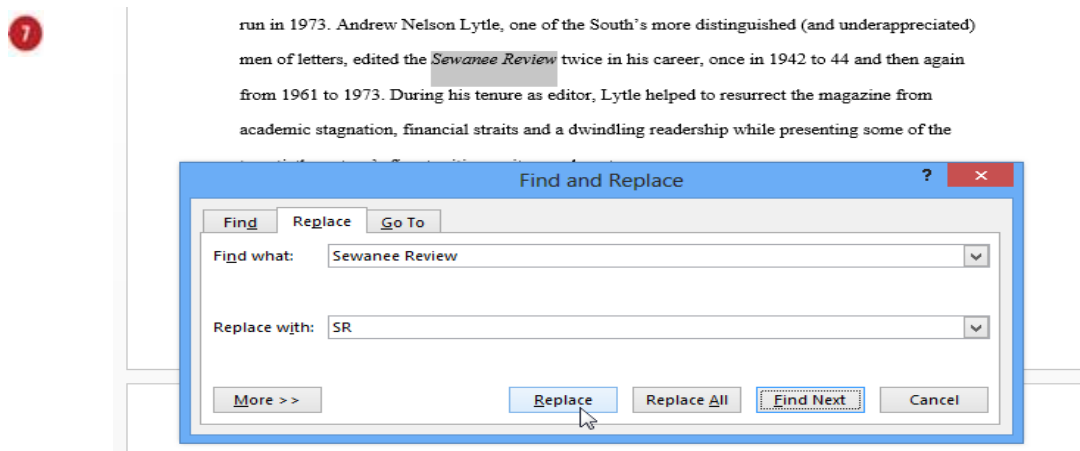 7
run in 1973. Andrew Nelson Lytle, one of the South's more distinguished (and underappreciated)
men of letters, edited the Sewanee Review twice in his career, once in 1942 to 44 and then again
from 1961 to 1973. During his tenure as editor, Lytle helped to resurrect the magazine from
academic stagnation, financial straits and a dwindling readership while presenting some of the
Find and Replace ? ×
Find Replace Go To
Find what: Sewanee Review
Replace with: SR
More >> Replace Replace All Find Next Cancel